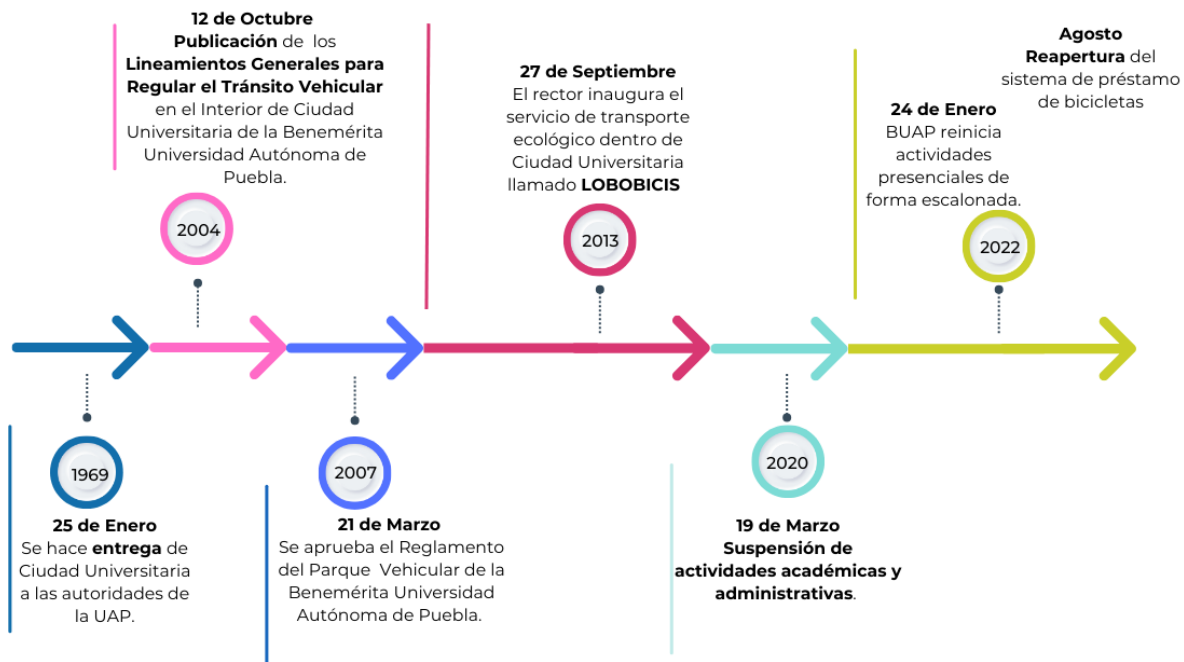 12 de Octubre
Publicación de los
Lineamientos Generales para
Regular el Tránsito Vehicular
en el Interior de Ciudad
Universitaria de la Benemérita
Universidad Autónoma de
Puebla.
2004
27 de Septiembre
El rector inaugura el
servicio de transporte
ecológico dentro de
Ciudad Universitaria
llamado LOBOBICIS
2013
24 de Enero
BUAP reinicia
actividades
presenciales de
forma escalonada.
Agosto
Reapertura del
sistema de préstamo
de bicicletas
2022
1969
25 de Enero
Se hace entrega de
Ciudad Universitaria
a las autoridades de
la UAP.
2007
21 de Marzo
Se aprueba el Reglamento
del Parque Vehicular de la
Benemérita Universidad
Autónoma de Puebla.
2020
19 de Marzo
Suspensión de
actividades académicas y
administrativas.